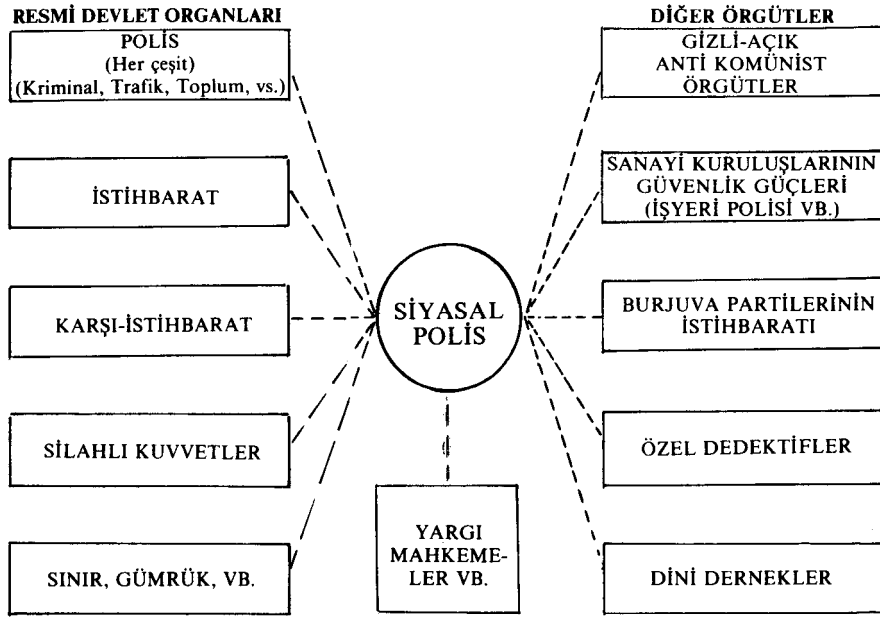 RESMİ DEVLET ORGANLARI
POLİS
(Her çeşit)
(Kriminal, Trafik, Toplum, vs.)
İSTİHBARAT
KARŞI-İSTİHBARAT
SİLAHLI KUVVETLER
SINIR, GÜMRÜK, VB.
SİYASAL
POLİS
YARGI
MAHKEME-
LER VB.
DİĞER ÖRGÜTLER
GİZLİ-AÇIK
ANTİ KOMÜNİST
ÖRGÜTLER
SANAYİ KURULUŞLARININ
GÜVENLİK GÜÇLERİ
(İŞYERİ POLİSİ VB.)
BURJUVA PARTİLERİNİN
İSTİHBARATI
ÖZEL DEDEKTİFLER
DİNİ DERNEKLER